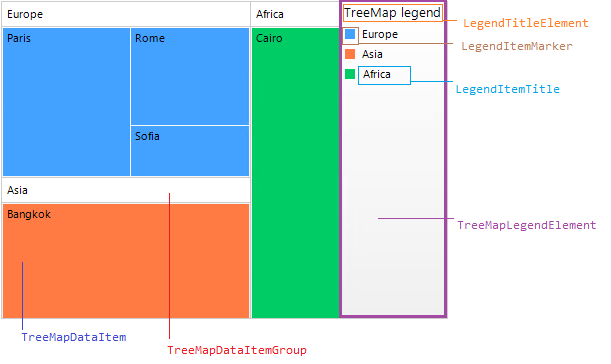 Europe
Africa
TreeMap legend
LegendTitleElement
Paris
Rome
Cairo
Europe
LegendItemMarker
Asia
Africa
LegendItemTitle
Sofia
Asia
Bangkok
TreeMapLegendElement
TreeMapDataItem
TreeMapDataItemGroup